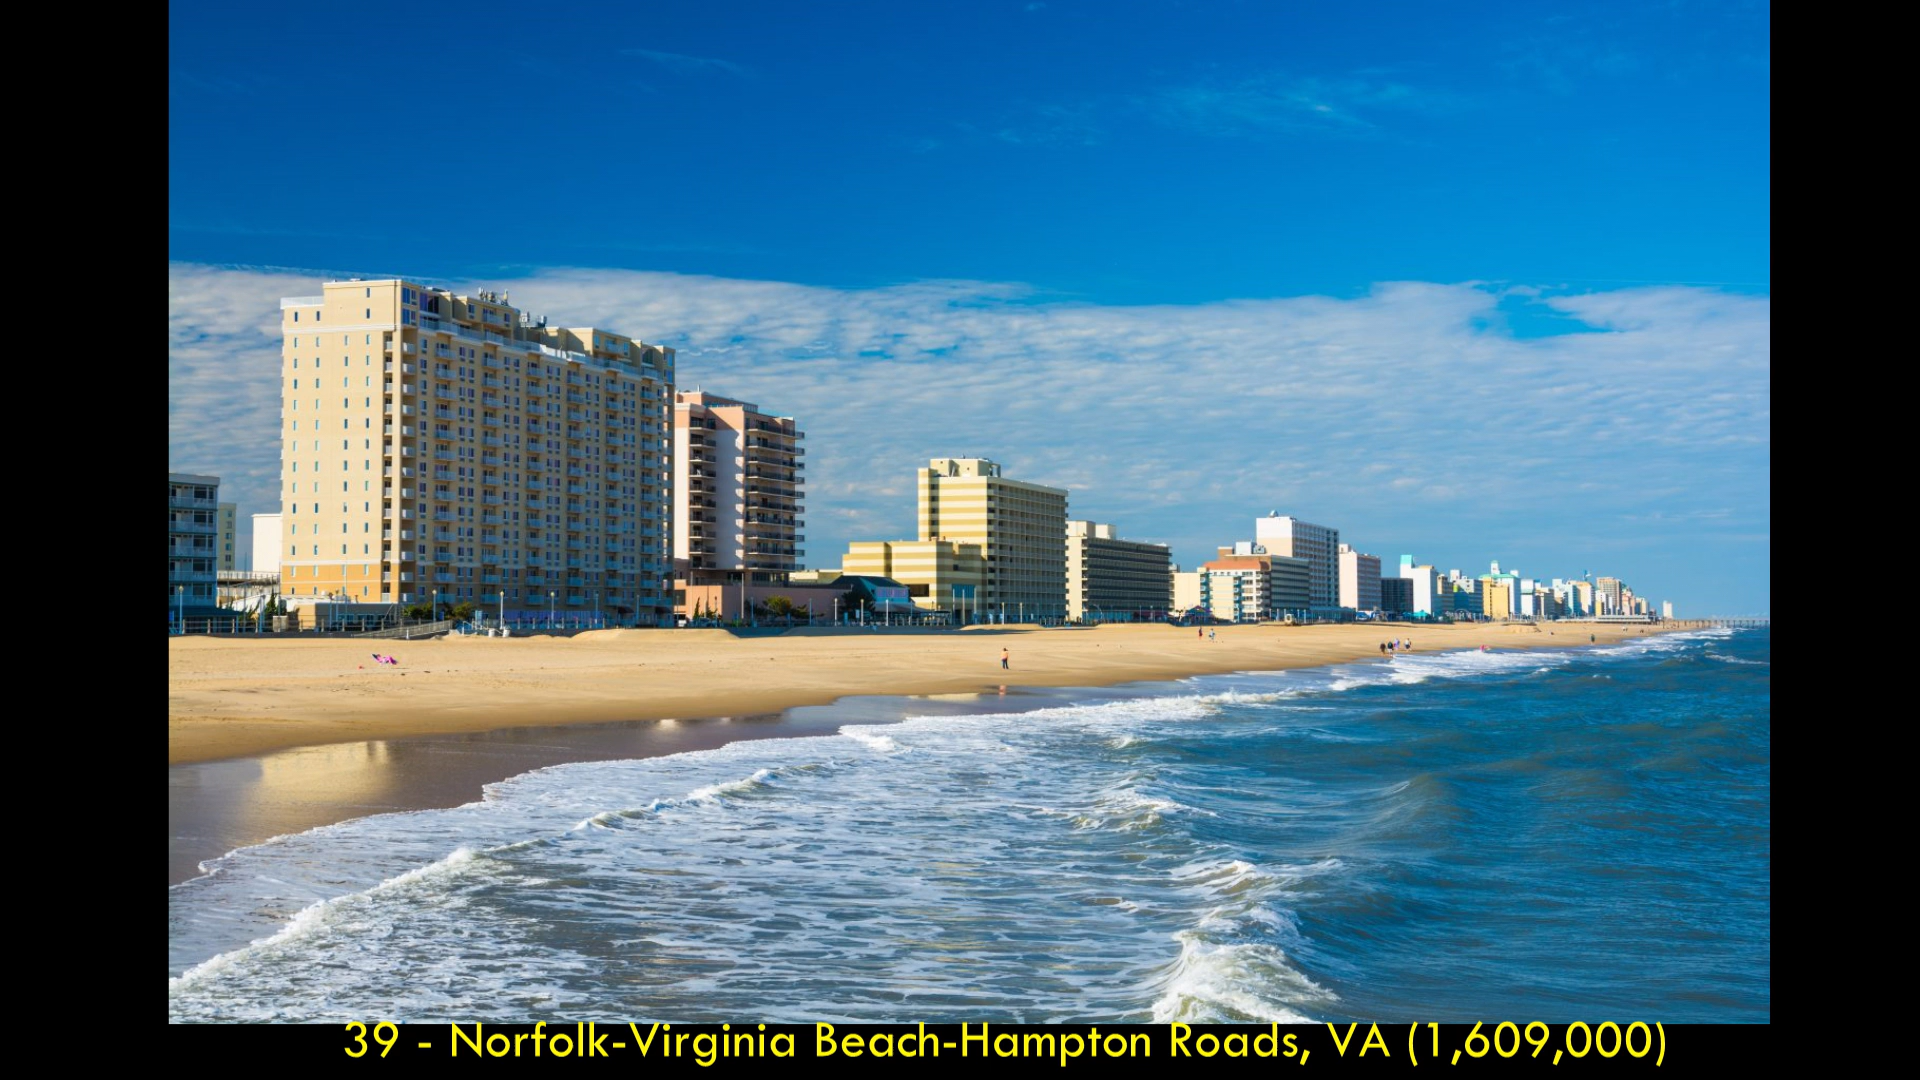 39 - Norfolk-Virginia Beach-Hampton Roads, VA (1,609,000)